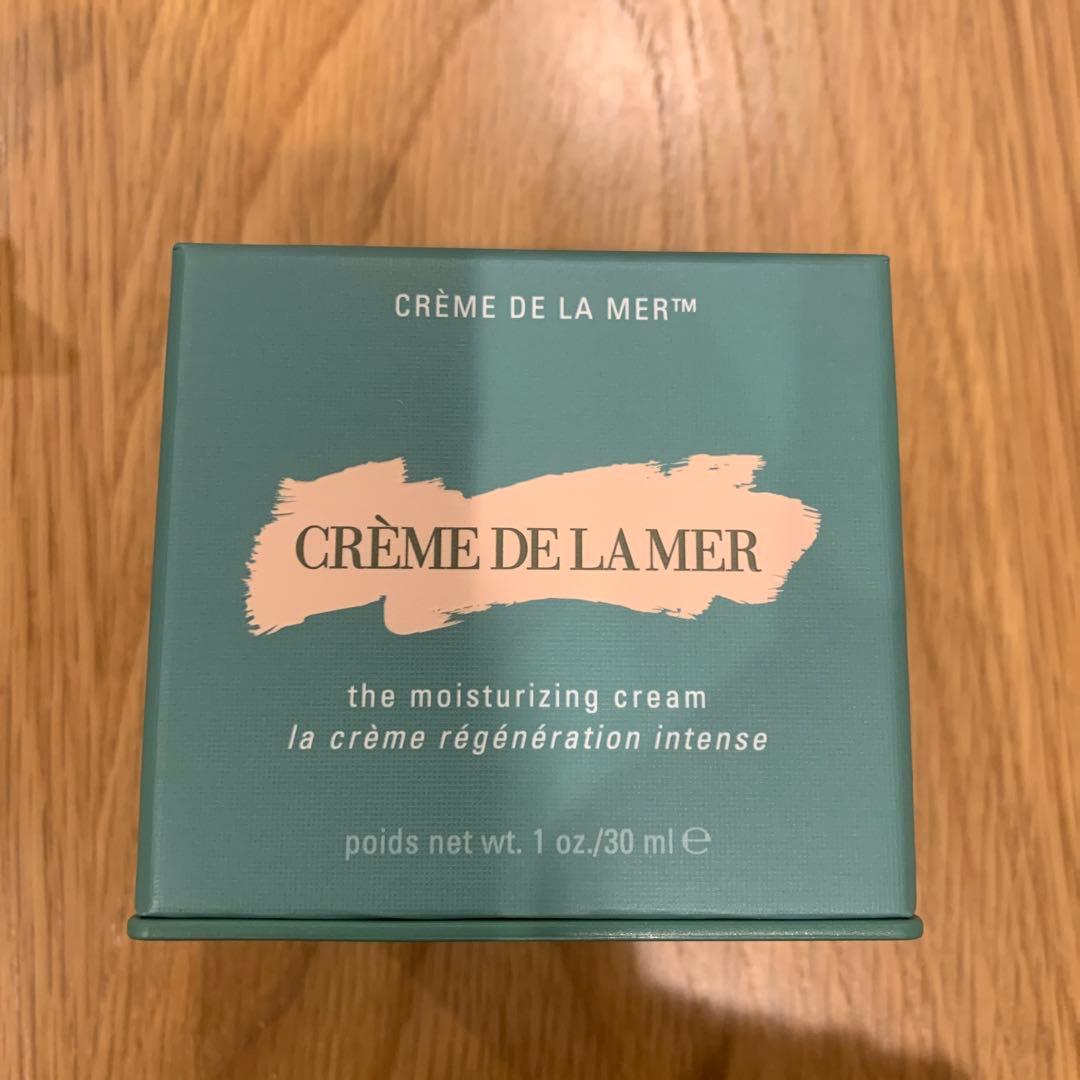 CRÈME DE LA MER™
CRÈME DE LA MER
the moisturizing cream
la crème régénération intense
poids net wt. 1 oz./30 ml ℮